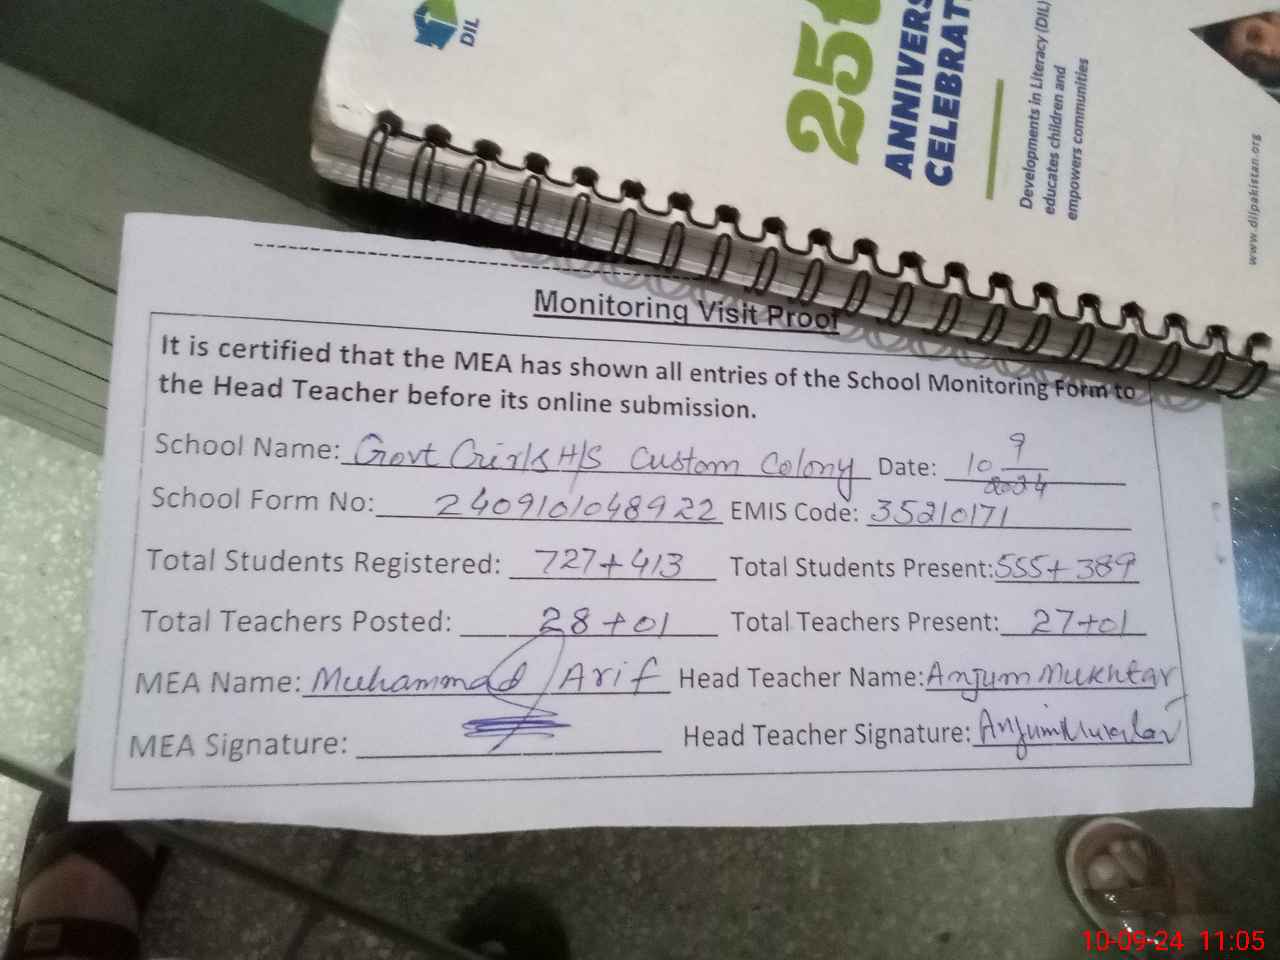 DIL
25t
ANNIVERS
CELEBRAT
Developments in Literacy (DIL)
educates children and
empowers communities
www.dilpakistan.org
Monitoring Visit Proof
It is certified that the MEA has shown all entries of the School Monitoring Form to
the Head Teacher before its online submission.
School Name: Govt Girls H/S Custom Colony Date: 10 9 2024
School Form No: 2409101048922 EMIS Code: 35210171
Total Students Registered: 727+413 Total Students Present: 555+389
Total Teachers Posted: 28+01 Total Teachers Present: 27+01
MEA Name: Muhammad Arif Head Teacher Name: Anjum Mukhtar
MEA Signature: Head Teacher Signature: Anjum Mukhtar
10-09-24 11:05